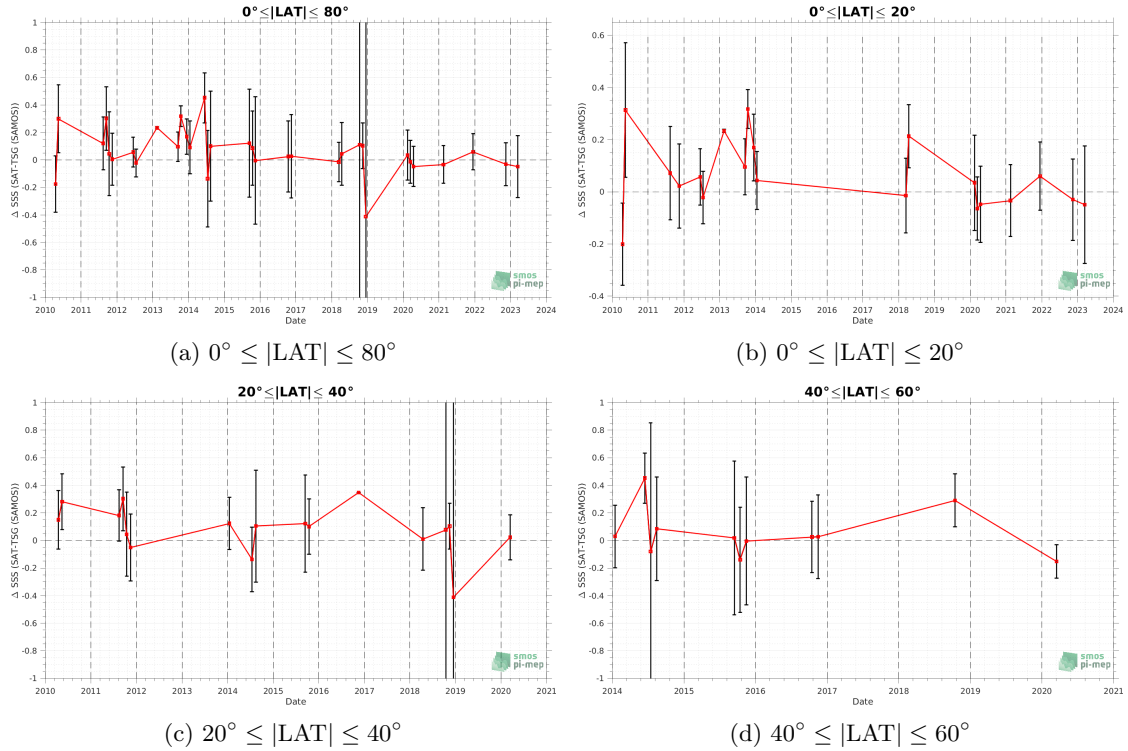 0°≤|LAT|≤ 80°
Δ SSS (SAT-TSG (SAMOS))
1
0.8
0.6
0.4
0.2
0
-0.2
-0.4
-0.6
-0.8
-1
2010 2011 2012 2013 2014 2015 2016 2017 2018 2019 2020 2021 2022 2023 2024
Date
smos
pi-mep
(a) 0° ≤ |LAT| ≤ 80°
0°≤|LAT|≤ 20°
Δ SSS (SAT-TSG (SAMOS))
0.6
0.4
0.2
0
-0.2
-0.4
2010 2011 2012 2013 2014 2015 2016 2017 2018 2019 2020 2021 2022 2023 2024
Date
smos
pi-mep
(b) 0° ≤ |LAT| ≤ 20°
20°≤|LAT|≤ 40°
Δ SSS (SAT-TSG (SAMOS))
1
0.8
0.6
0.4
0.2
0
-0.2
-0.4
-0.6
-0.8
-1
2010 2011 2012 2013 2014 2015 2016 2017 2018 2019 2020 2021
Date
smos
pi-mep
(c) 20° ≤ |LAT| ≤ 40°
40°≤|LAT|≤ 60°
Δ SSS (SAT-TSG (SAMOS))
1
0.8
0.6
0.4
0.2
0
-0.2
-0.4
-0.6
-0.8
-1
2014 2015 2016 2017 2018 2019 2020 2021
Date
smos
pi-mep
(d) 40° ≤ |LAT| ≤ 60°